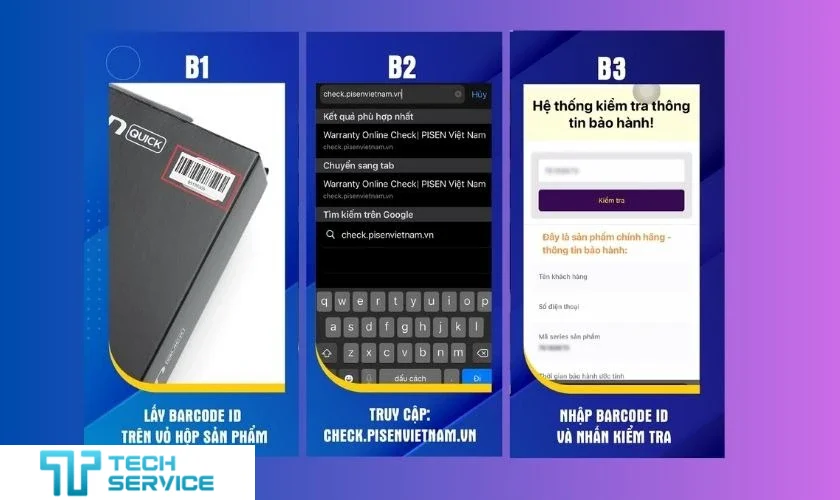 B1
QUICK
LẤY BARCODE ID
TRÊN VỎ HỘP SẢN PHẨM
B2
check.pisenvietnam.vn
Hủy
Kết quả phù hợp nhất
Warranty Online Check| PISEN Việt Nam
check.pisenvietnam.vn
Chuyển sang tab
Warranty Online Check| PISEN Việt Nam
check.pisenvietnam.vn
Tìm kiếm trên Google
check.pisenvietnam.vn
q w e r t y u i o p
a s d f g h j k l
z x c v b n m
dấu cách
.
Đi
TRUY CẬP:
CHECK.PISENVIETNAM.VN
B3
Hệ thống kiểm tra thông
tin bảo hành!
Kiểm tra
Đây là sản phẩm chính hãng -
thông tin bảo hành:
Tên khách hàng
Số điện thoại
Mã series sản phẩm
Thời gian bảo hành ước tính
NHẬP BARCODE ID
VÀ NHẤN KIỂM TRA
TECH
SERVICE